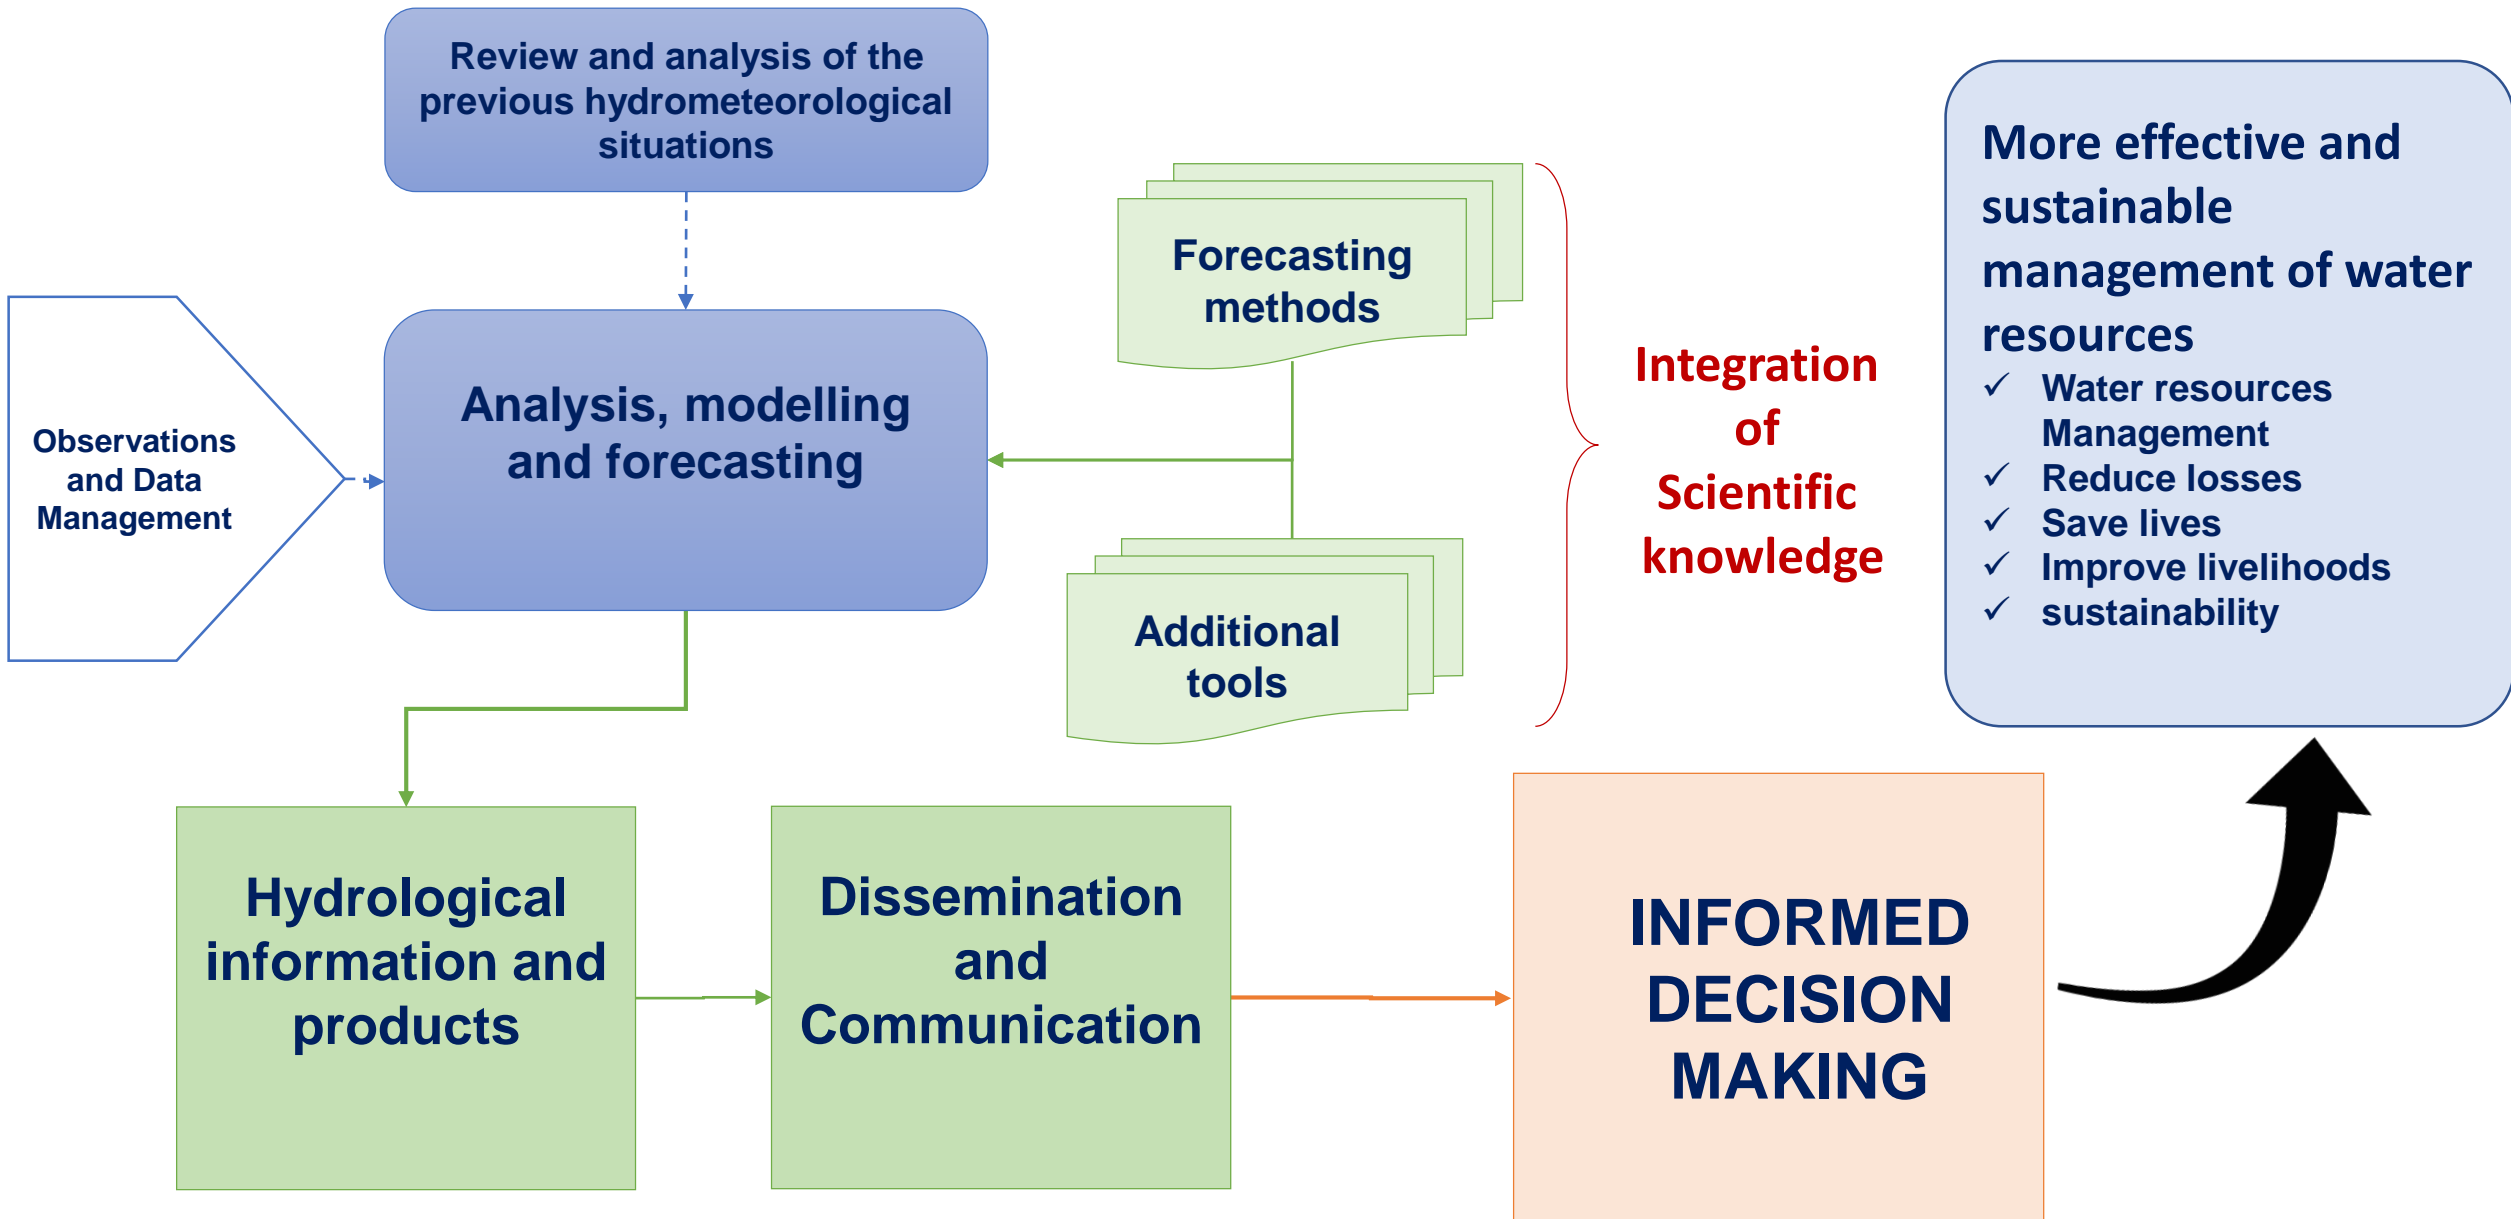 Review and analysis of the
previous hydrometeorological
situations
Observations
and Data
Management
Analysis, modelling
and forecasting
Forecasting
methods
Additional
tools
Integration
of
Scientific
knowledge
More effective and
sustainable
management of water
resources
✓ Water resources
Management
✓ Reduce losses
✓ Save lives
✓ Improve livelihoods
✓ sustainability
Hydrological
information and
products
Dissemination
and
Communication
INFORMED
DECISION
MAKING